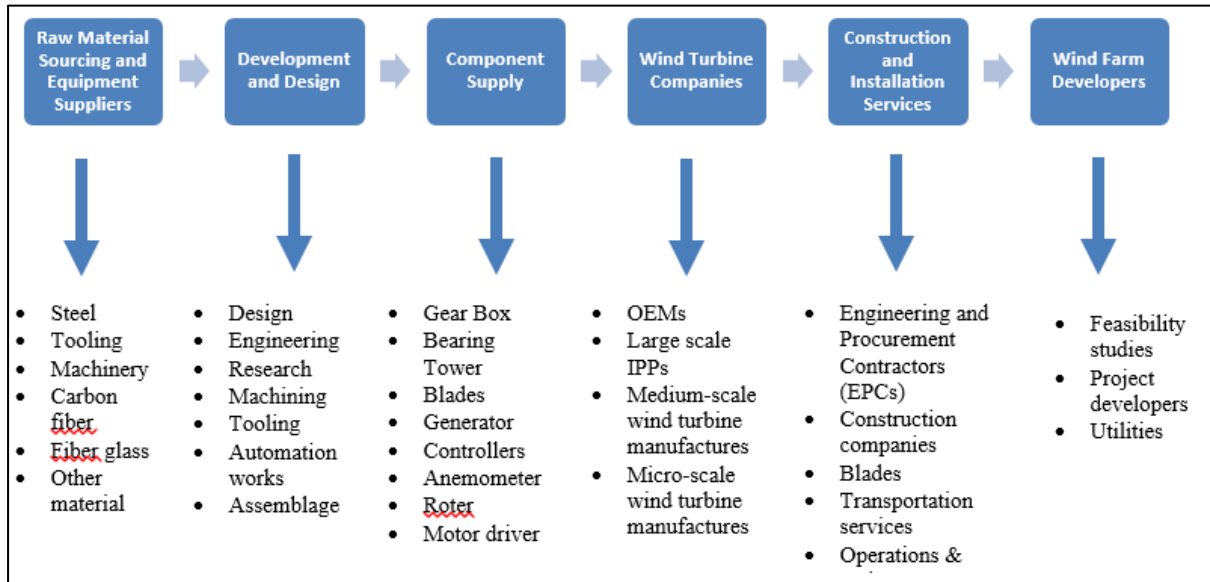 Raw Material
Sourcing and
Equipment
Suppliers
Development
and Design
Component
Supply
Wind Turbine
Companies
Construction
and
Installation
Services
Wind Farm
Developers
• Steel
• Tooling
• Machinery
• Carbon
fiber
• Fiber glass
• Other
material
• Design
• Engineering
• Research
• Machining
• Tooling
• Automation
works
• Assemblage
• Gear Box
• Bearing
Tower
• Blades
• Generator
• Controllers
• Anemometer
• Roter
• Motor driver
• OEMs
• Large scale
IPPs
• Medium-scale
wind turbine
manufactures
• Micro-scale
wind turbine
manufactures
• Engineering and
Procurement
Contractors
(EPCs)
• Construction
companies
• Blades
• Transportation
services
• Operations &
• Feasibility
studies
• Project
developers
• Utilities